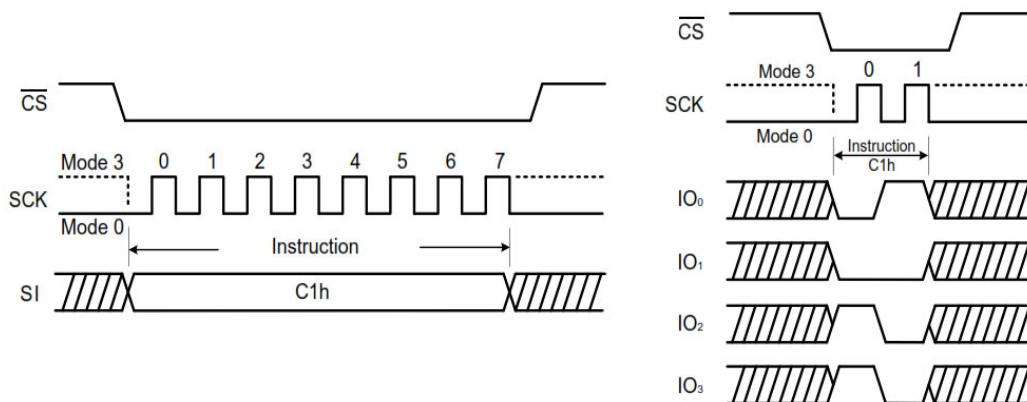 CS
Mode 3 0 1 2 3 4 5 6 7
SCK
Mode 0
Instruction
SI C1h
CS
Mode 3 0 1
SCK
Mode 0 Instruction
C1h
IO₀
IO₁
IO₂
IO₃